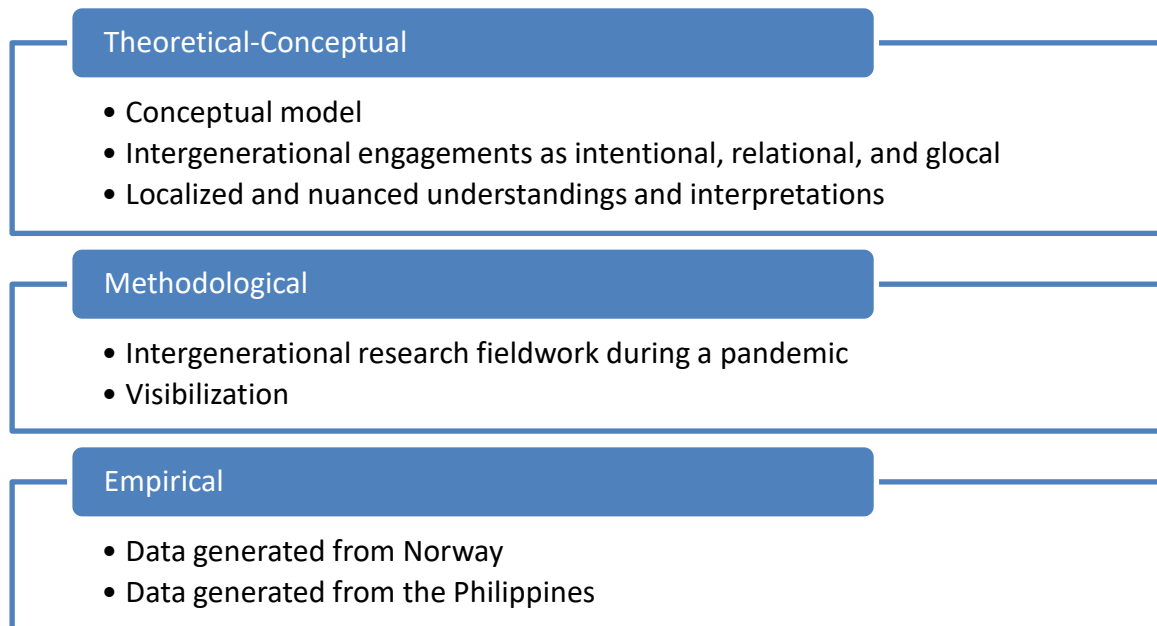 Theoretical-Conceptual
• Conceptual model
• Intergenerational engagements as intentional, relational, and glocal
• Localized and nuanced understandings and interpretations
Methodological
• Intergenerational research fieldwork during a pandemic
• Visibilization
Empirical
• Data generated from Norway
• Data generated from the Philippines